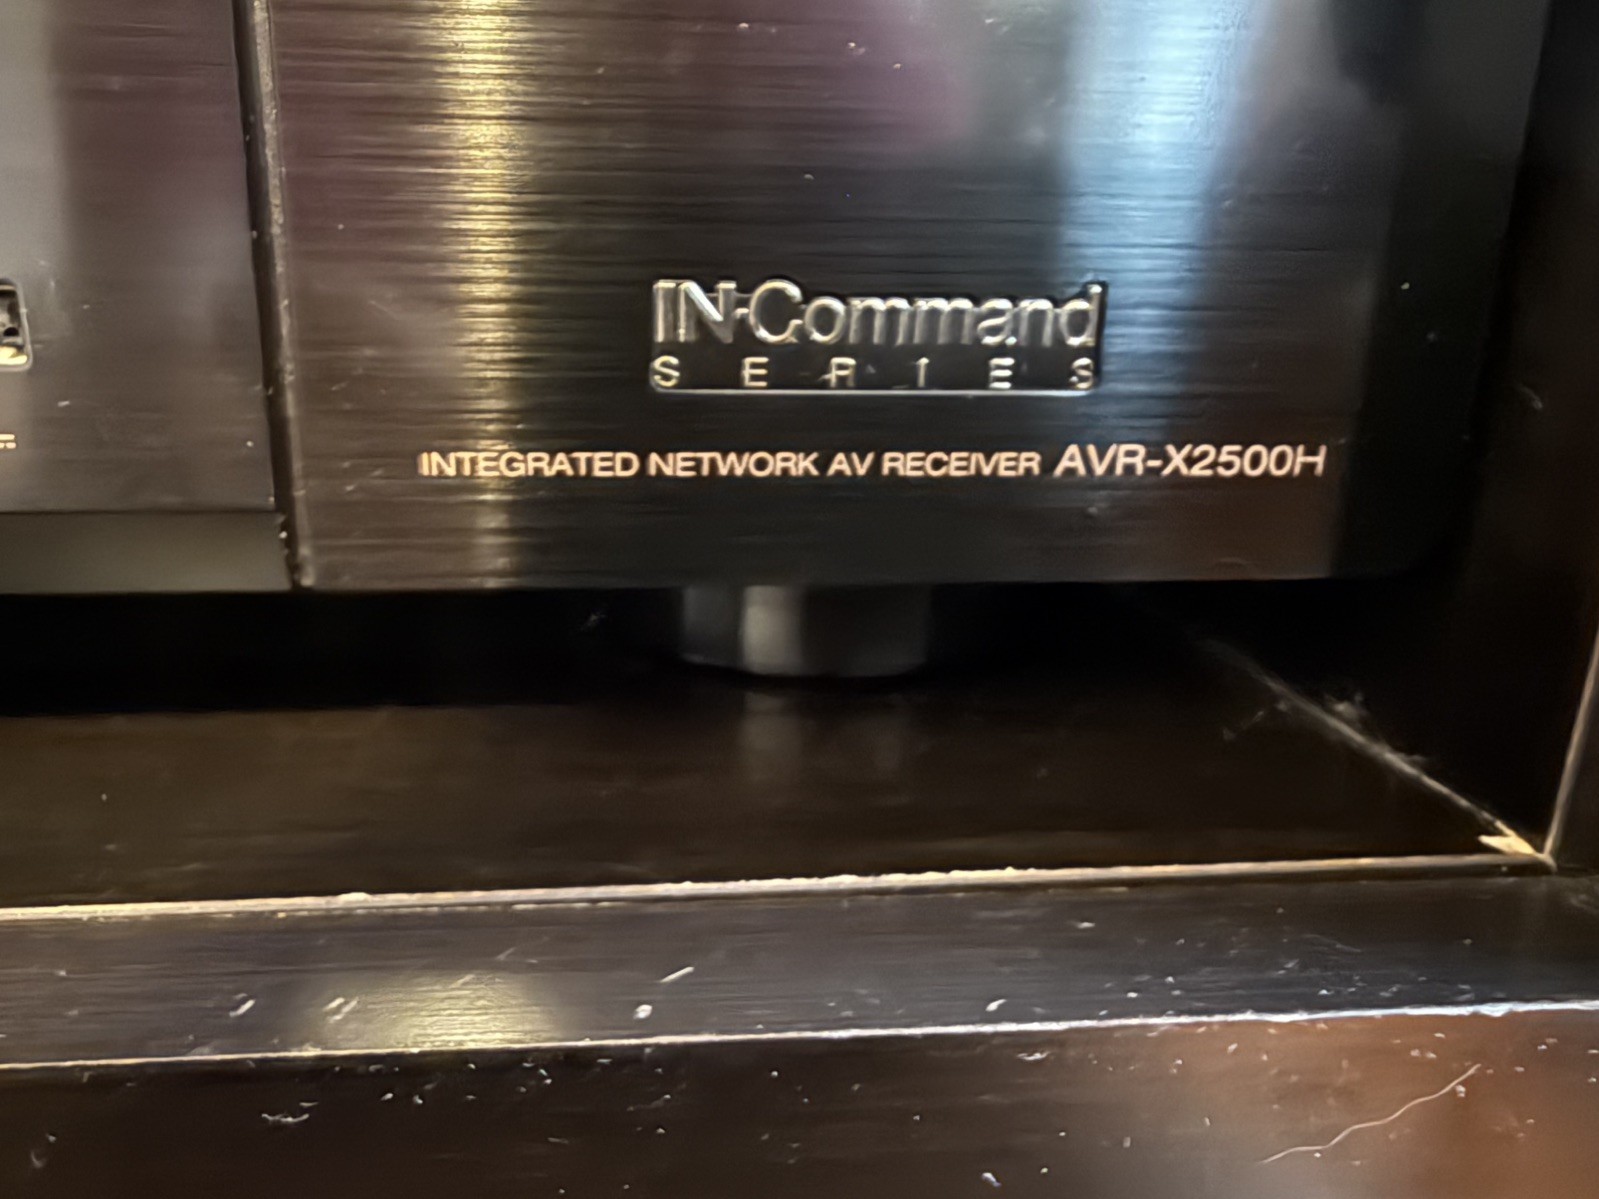 IN·Command
SERIES
INTEGRATED NETWORK AV RECEIVER AVR-X2500H